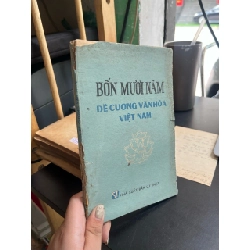 BỐN MƯƠI NĂM
ĐỀ CƯƠNG VĂN HÓA
VIỆT NAM